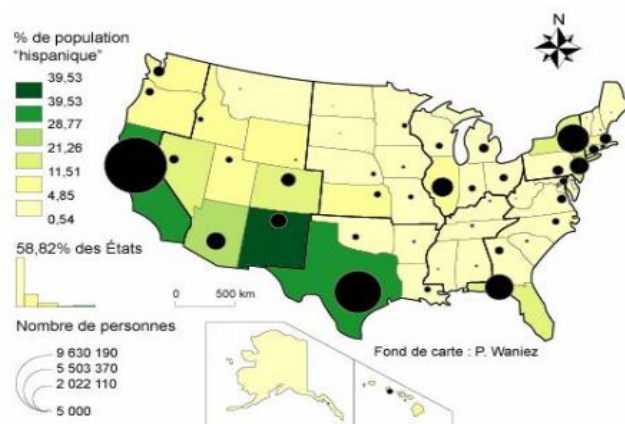 % de population
"hispanique"
39,53
39,53
28,77
21,26
11,51
4,85
0,54
58,82% des États
0 500 km
Nombre de personnes
9 630 190
5 503 370
2 022 110
5 000
N
Fond de carte : P. Waniez